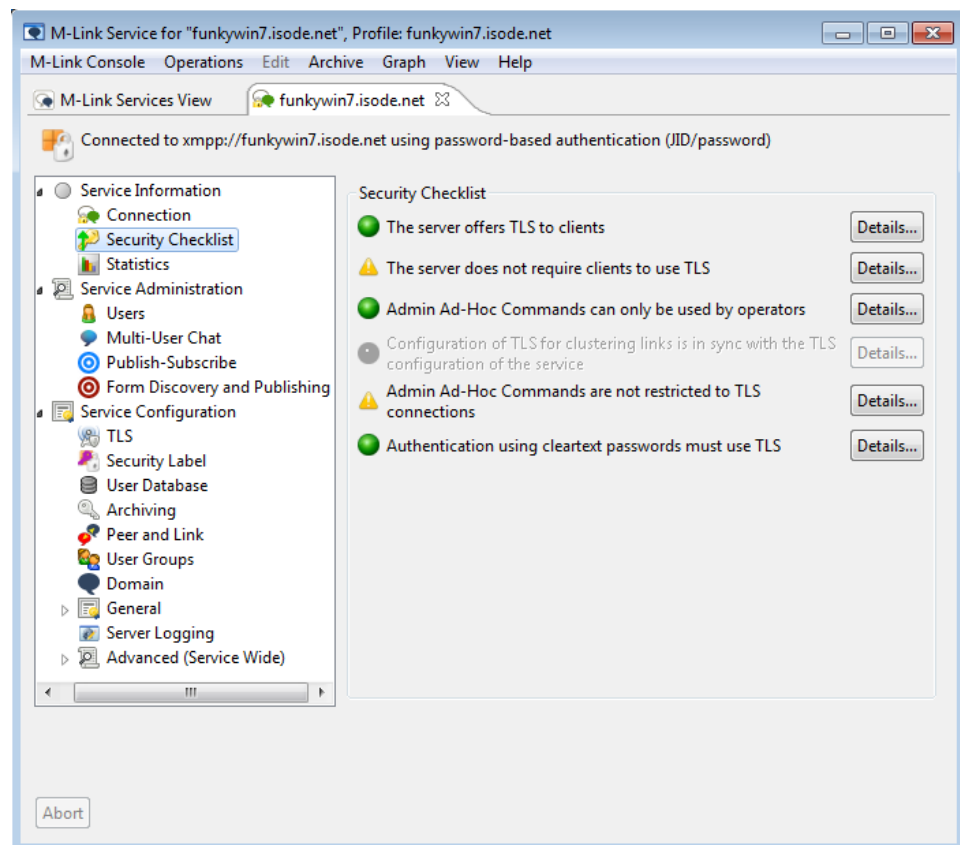 M-Link Service for "funkywin7.isode.net", Profile: funkywin7.isode.net
M-Link Console Operations Edit Archive Graph View Help
M-Link Services View funkywin7.isode.net
Connected to xmpp://funkywin7.isode.net using password-based authentication (JID/password)
Service Information
Connection
Security Checklist
Statistics
Service Administration
Users
Multi-User Chat
Publish-Subscribe
Form Discovery and Publishing
Service Configuration
TLS
Security Label
User Database
Archiving
Peer and Link
User Groups
Domain
General
Server Logging
Advanced (Service Wide)
Security Checklist
The server offers TLS to clients Details...
The server does not require clients to use TLS Details...
Admin Ad-Hoc Commands can only be used by operators Details...
Configuration of TLS for clustering links is in sync with the TLS
configuration of the service Details...
Admin Ad-Hoc Commands are not restricted to TLS
connections Details...
Authentication using cleartext passwords must use TLS Details...
Abort